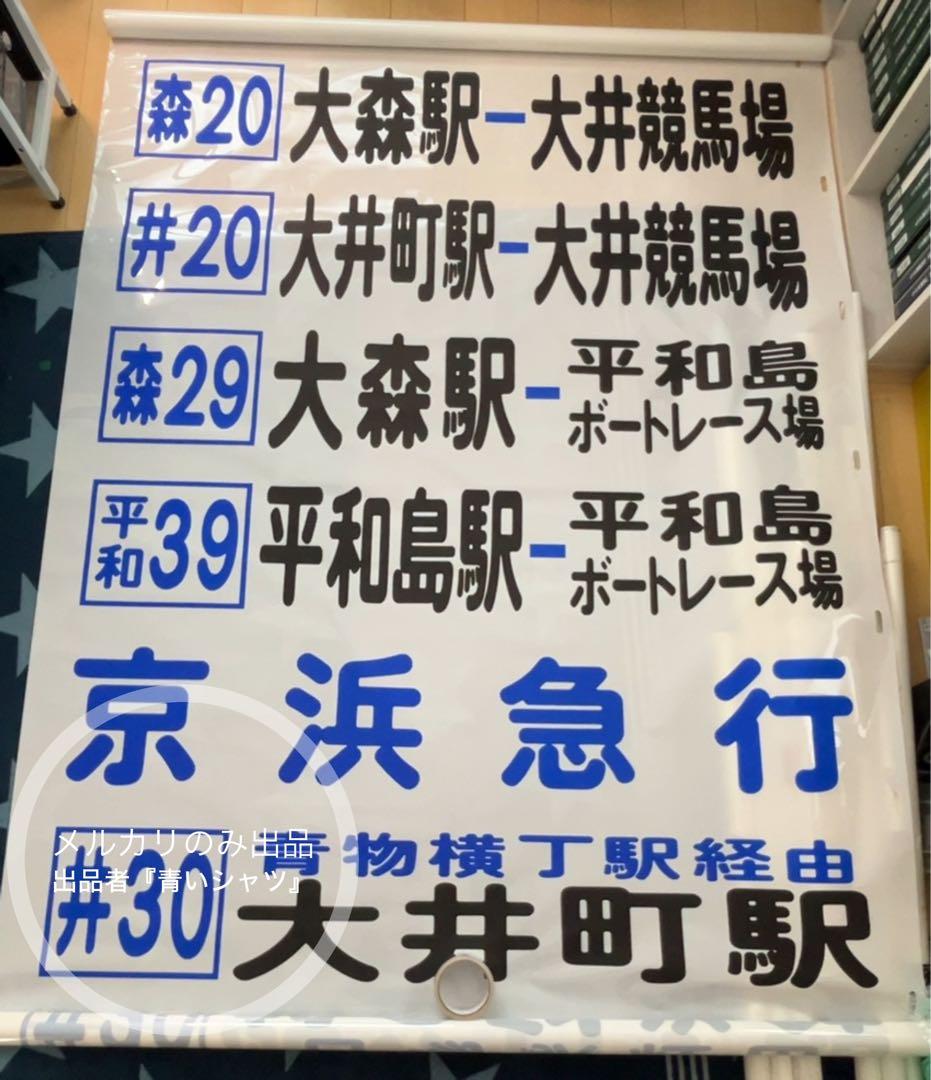 森20 大森駅－大井競馬場
井20 大井町駅－大井競馬場
森29 大森駅－平和島
ボートレース場
平和39 平和島駅－平和島
ボートレース場
京浜急行
青物横丁駅経由
井30 大井町駅
メルカリのみ出品
出品者『青いシャツ』